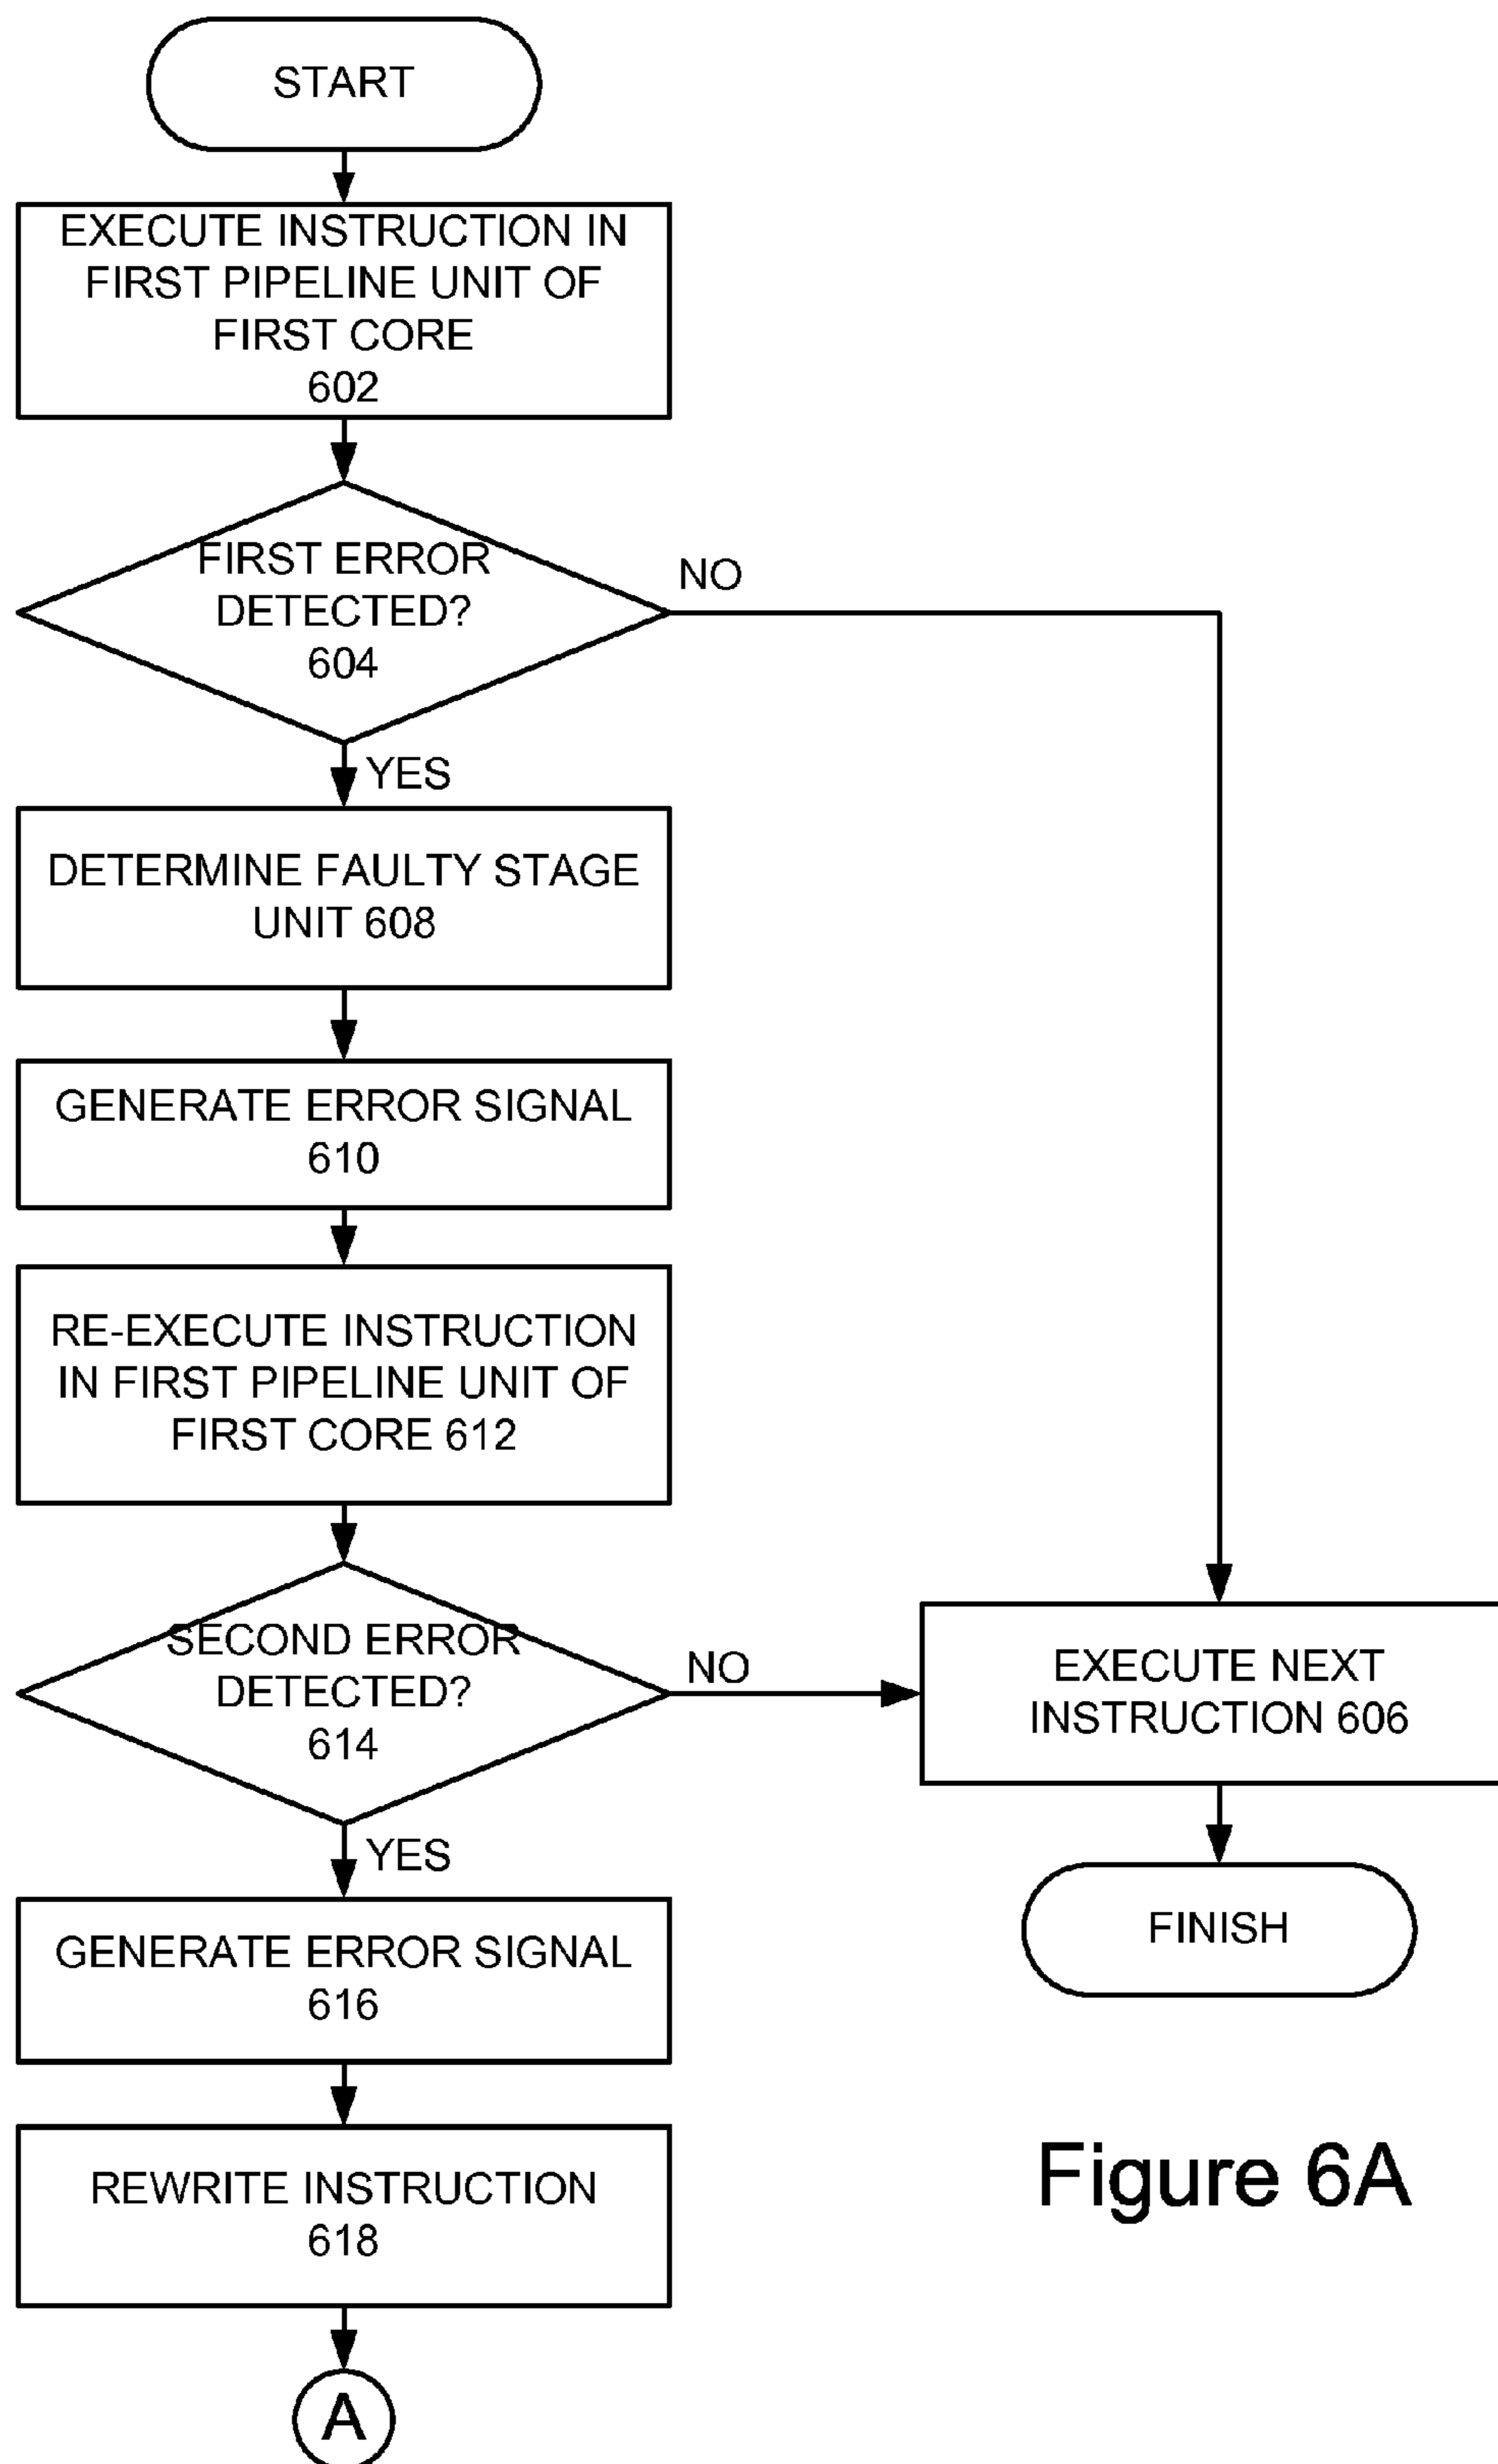 START
EXECUTE INSTRUCTION IN
FIRST PIPELINE UNIT OF
FIRST CORE
602
FIRST ERROR
DETECTED?
604
NO
YES
DETERMINE FAULTY STAGE
UNIT 608
GENERATE ERROR SIGNAL
610
RE-EXECUTE INSTRUCTION
IN FIRST PIPELINE UNIT OF
FIRST CORE 612
SECOND ERROR
DETECTED?
614
NO
EXECUTE NEXT
INSTRUCTION 606
FINISH
YES
GENERATE ERROR SIGNAL
616
REWRITE INSTRUCTION
618
A
Figure 6A